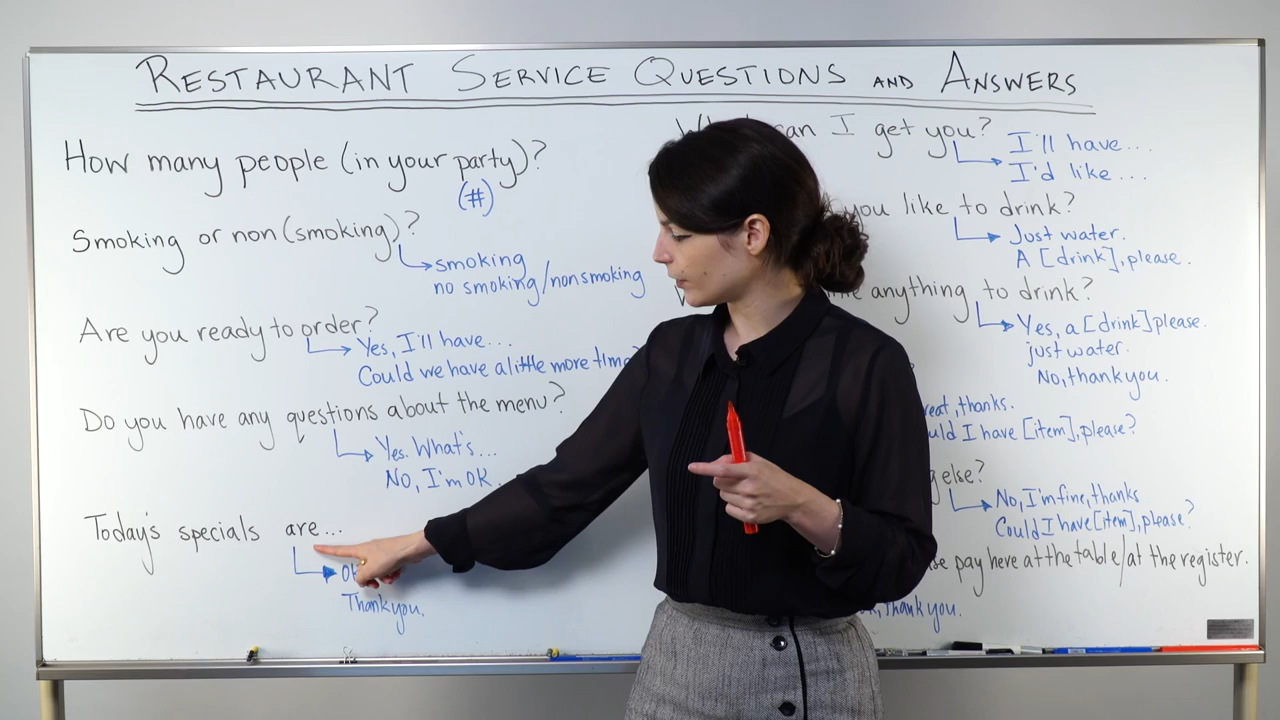 RESTAURANT SERVICE QUESTIONS AND ANSWERS
How many people (in your party)?
(#)
Smoking or non (smoking)?
smoking
no smoking/nonsmoking
Are you ready to order?
Yes, I'll have...
Could we have a little more time?
Do you have any questions about the menu?
Yes. What's...
No, I'm OK.
Today's specials are...
Thank you.
can I get you?
I'll have...
I'd like...
you like to drink?
Just water.
A [drink], please.
anything to drink?
Yes, a [drink] please.
just water.
No, thank you.
thanks.
I have [item], please?
else?
No, I'm fine, thanks
Could I have [item], please?
pay here at the table/at the register.
thank you.